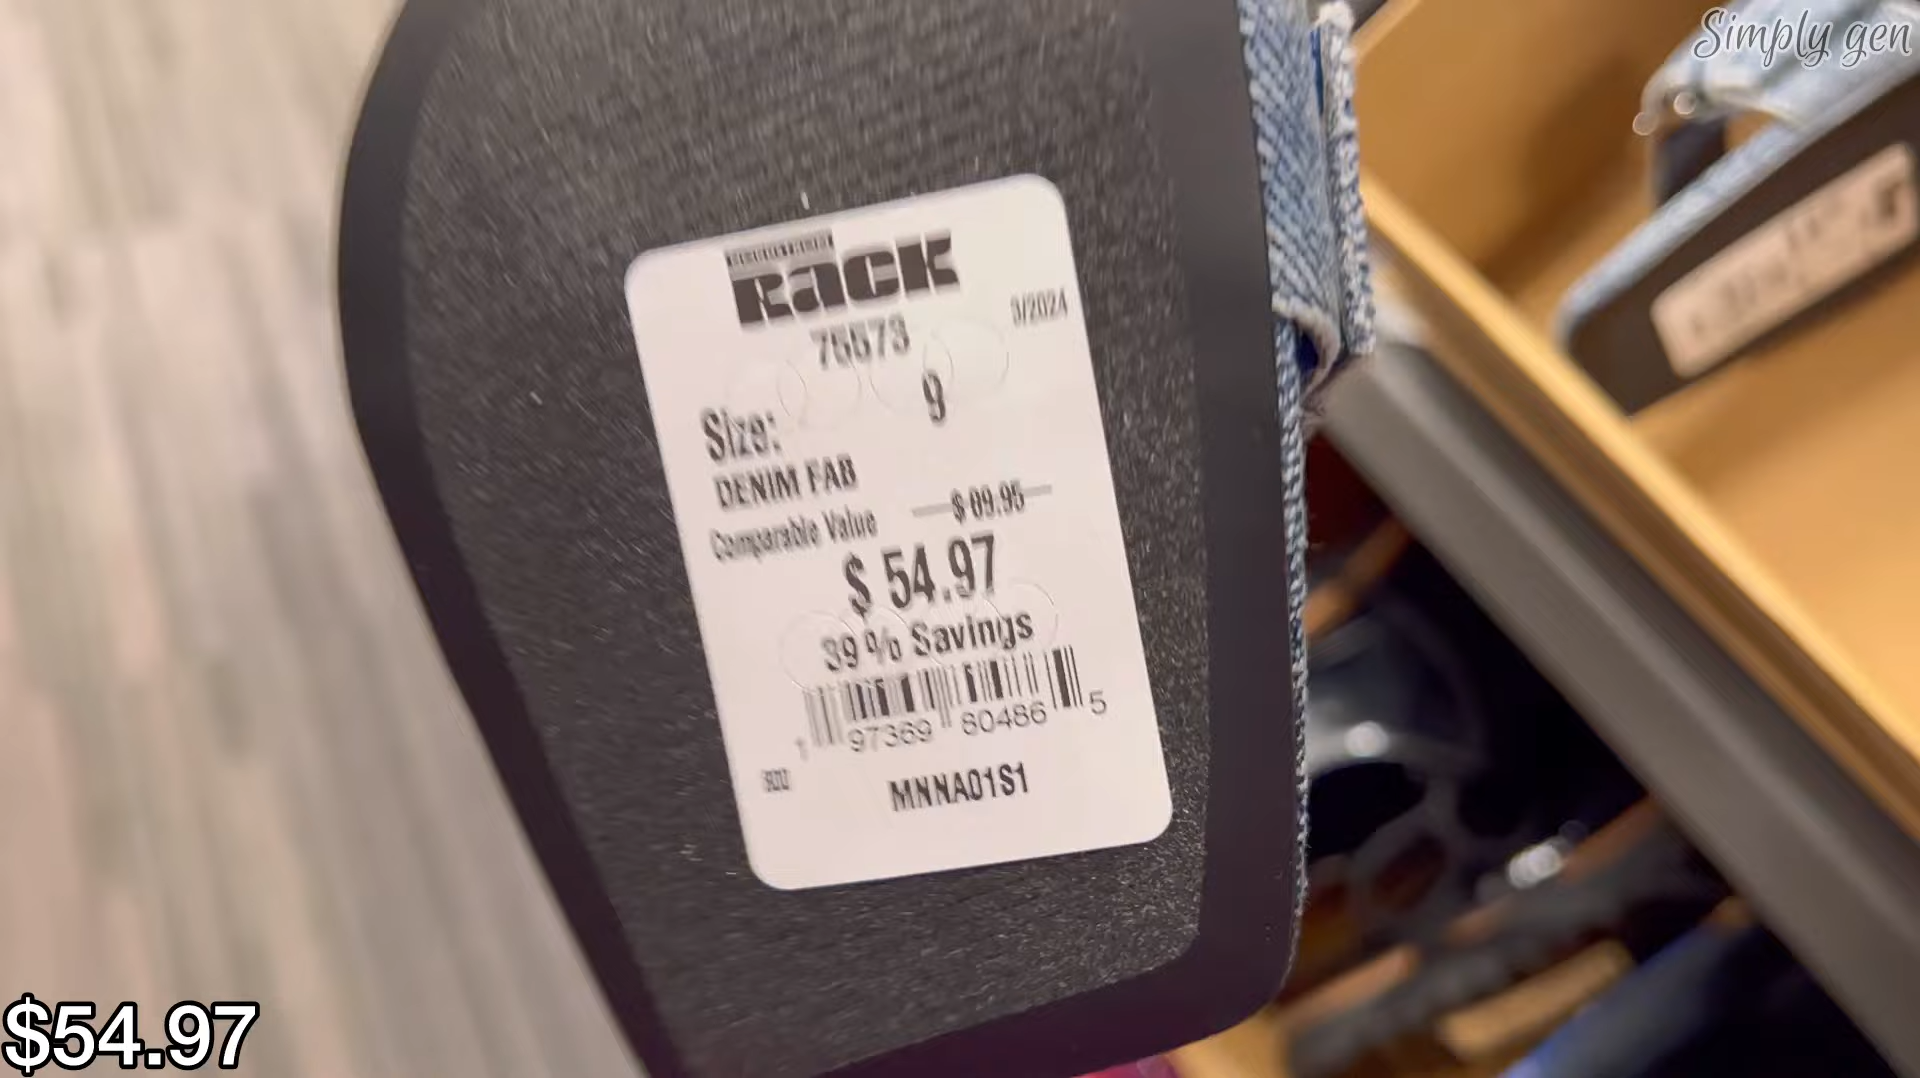 Simply gen
RACK
75573
3/2024
Size: 9
DENIM FAB
Comparable Value $ 89.95
$ 54.97
39% Savings
1 97369 80486 5
MNNA01S1
$54.97